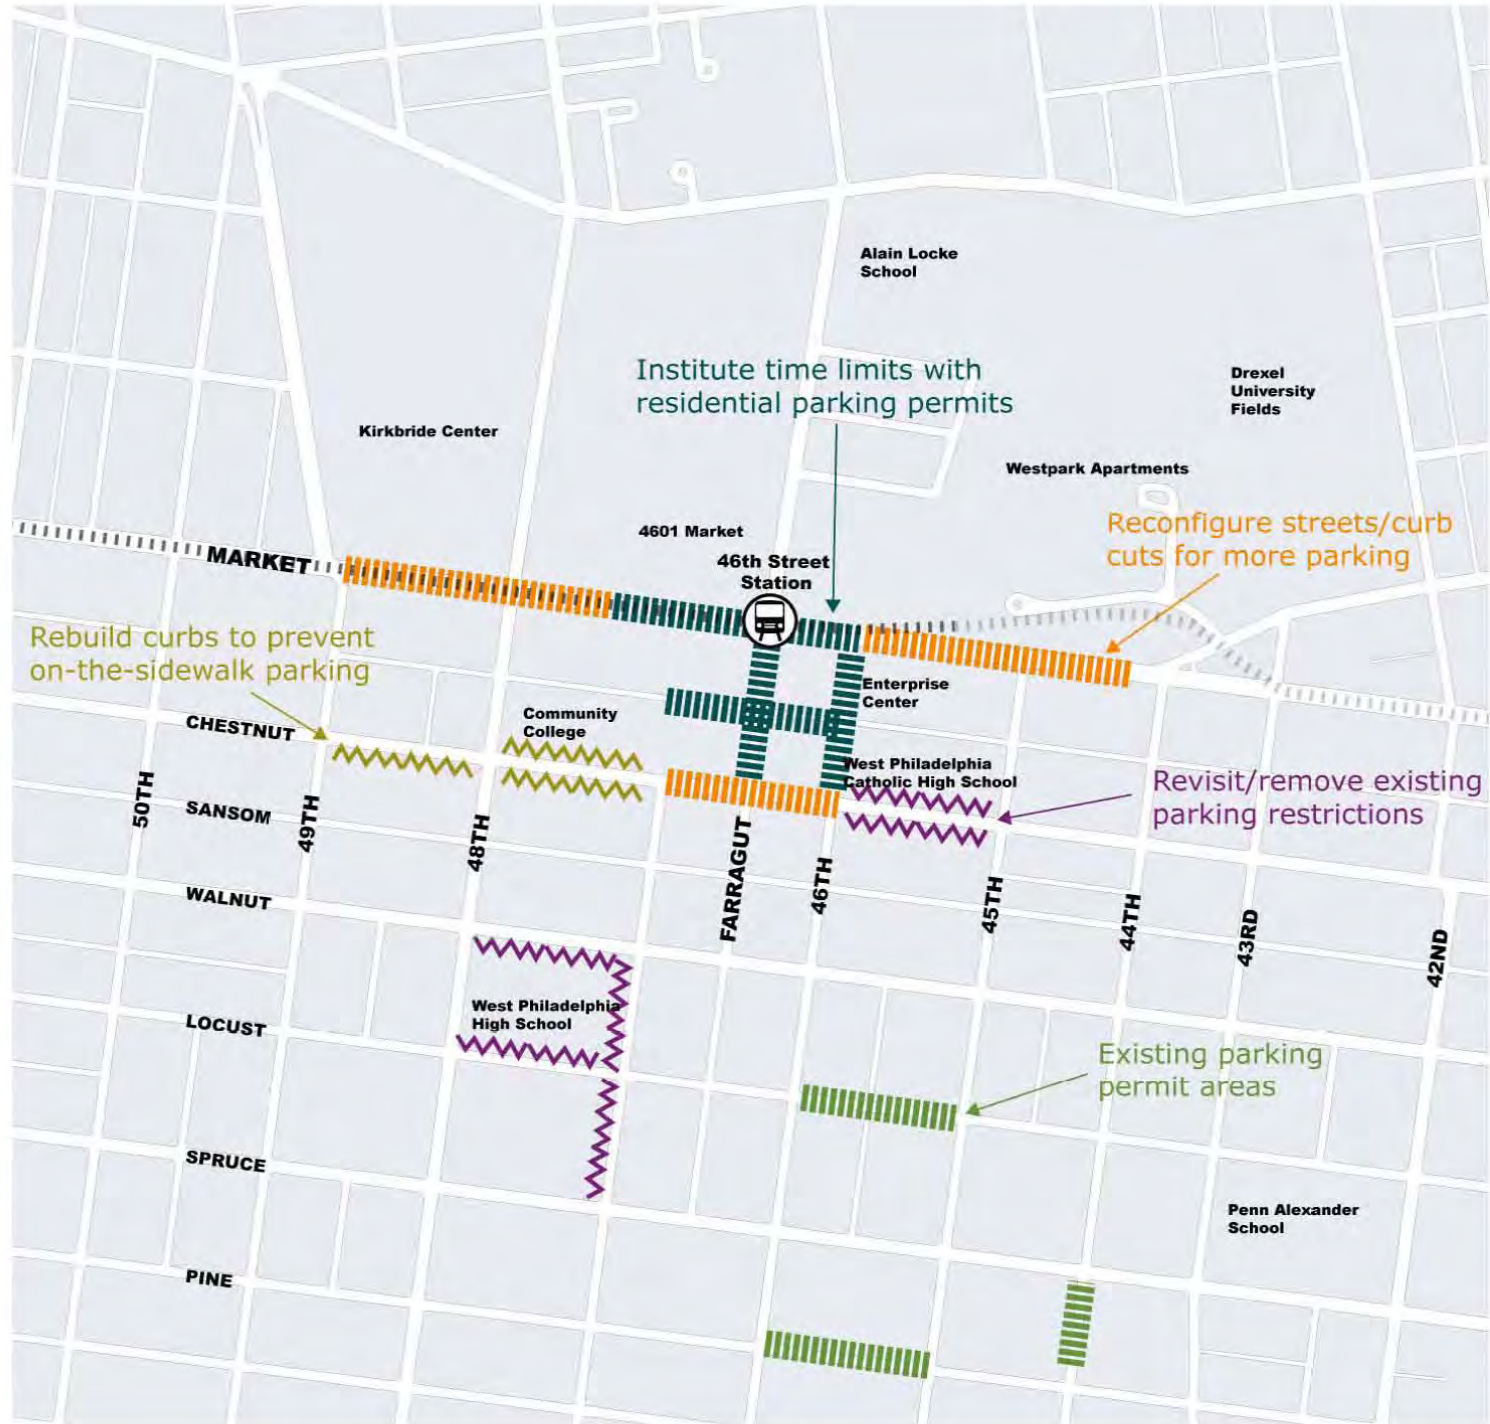 Alain Locke
School
Institute time limits with
residential parking permits
Drexel
University
Fields
Kirkbride Center
Westpark Apartments
4601 Market
Reconfigure streets/curb
cuts for more parking
46th Street
Station
MARKET
Rebuild curbs to prevent
on-the-sidewalk parking
Enterprise
Center
Community
College
CHESTNUT
West Philadelphia
Catholic High School
Revisit/remove existing
parking restrictions
50TH
SANSOM
49TH
48TH
FARRAGUT
46TH
45TH
44TH
43RD
42ND
WALNUT
West Philadelphia
High School
LOCUST
Existing parking
permit areas
SPRUCE
Penn Alexander
School
PINE